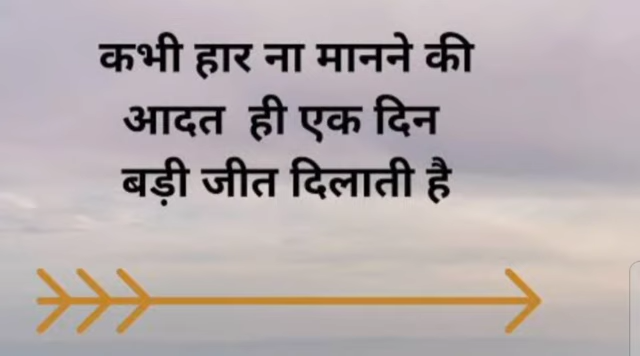 कभी हार ना मानने की
आदत ही एक दिन
बड़ी जीत दिलाती है